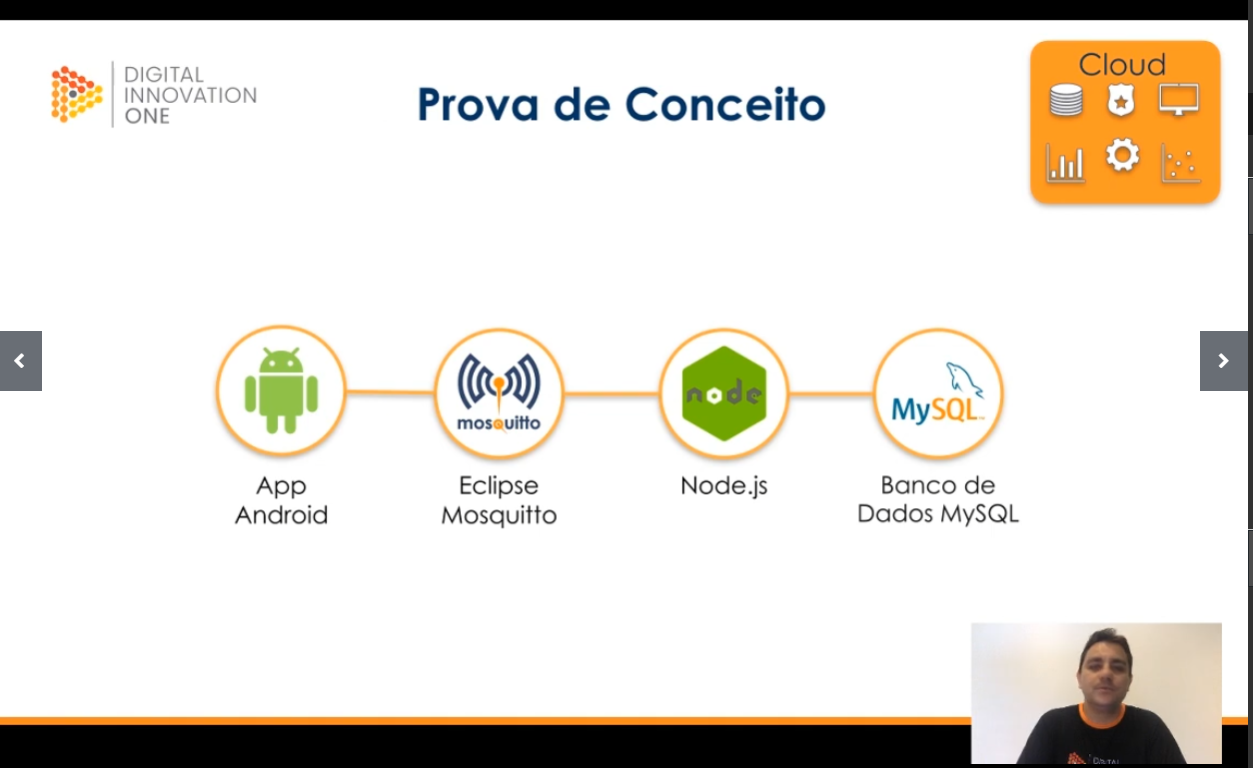 DIGITAL
INNOVATION
ONE
Prova de Conceito
Cloud
mosquitto
node
MySQL
App
Android
Eclipse
Mosquitto
Node.js
Banco de
Dados MySQL